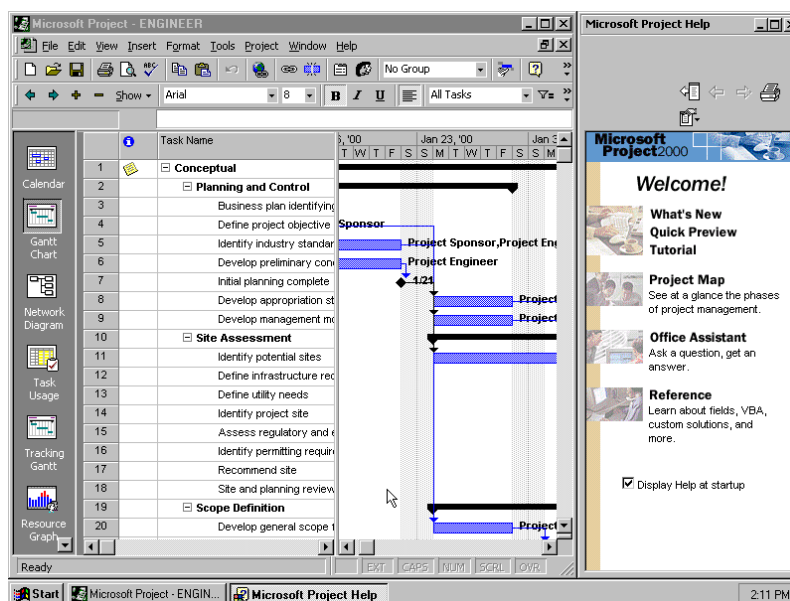 Microsoft Project - ENGINEER
File Edit View Insert Format Tools Project Window Help
No Group
Show Arial 8 B I U All Tasks
Task Name
, '00 Jan 23, '00 Jan 3
T W T F S S M T W T F S S M
1 Conceptual
2 Planning and Control
3 Business plan identifying
4 Define project objective Sponsor
5 Identify industry standar Project Sponsor,Project En
6 Develop preliminary con Project Engineer
7 Initial planning complete 1/21
8 Develop appropriation st Project
9 Develop management mo Project
10 Site Assessment
11 Identify potential sites
12 Define infrastructure req
13 Define utility needs
14 Identify project site
15 Assess regulatory and e
16 Identify permitting requir
17 Recommend site
18 Site and planning review
19 Scope Definition
20 Develop general scope Project
Calendar
Gantt
Chart
Network
Diagram
Task
Usage
Tracking
Gantt
Resource
Graph
Ready EXT CAPS NUM SCRL OVR
Microsoft Project Help
Microsoft
Project2000
Welcome!
What's New
Quick Preview
Tutorial
Project Map
See at a glance the phases
of project management.
Office Assistant
Ask a question, get an
answer.
Reference
Learn about fields, VBA,
custom solutions, and
more.
Display Help at startup
Start Microsoft Project - ENGIN... Microsoft Project Help 2:11 PM